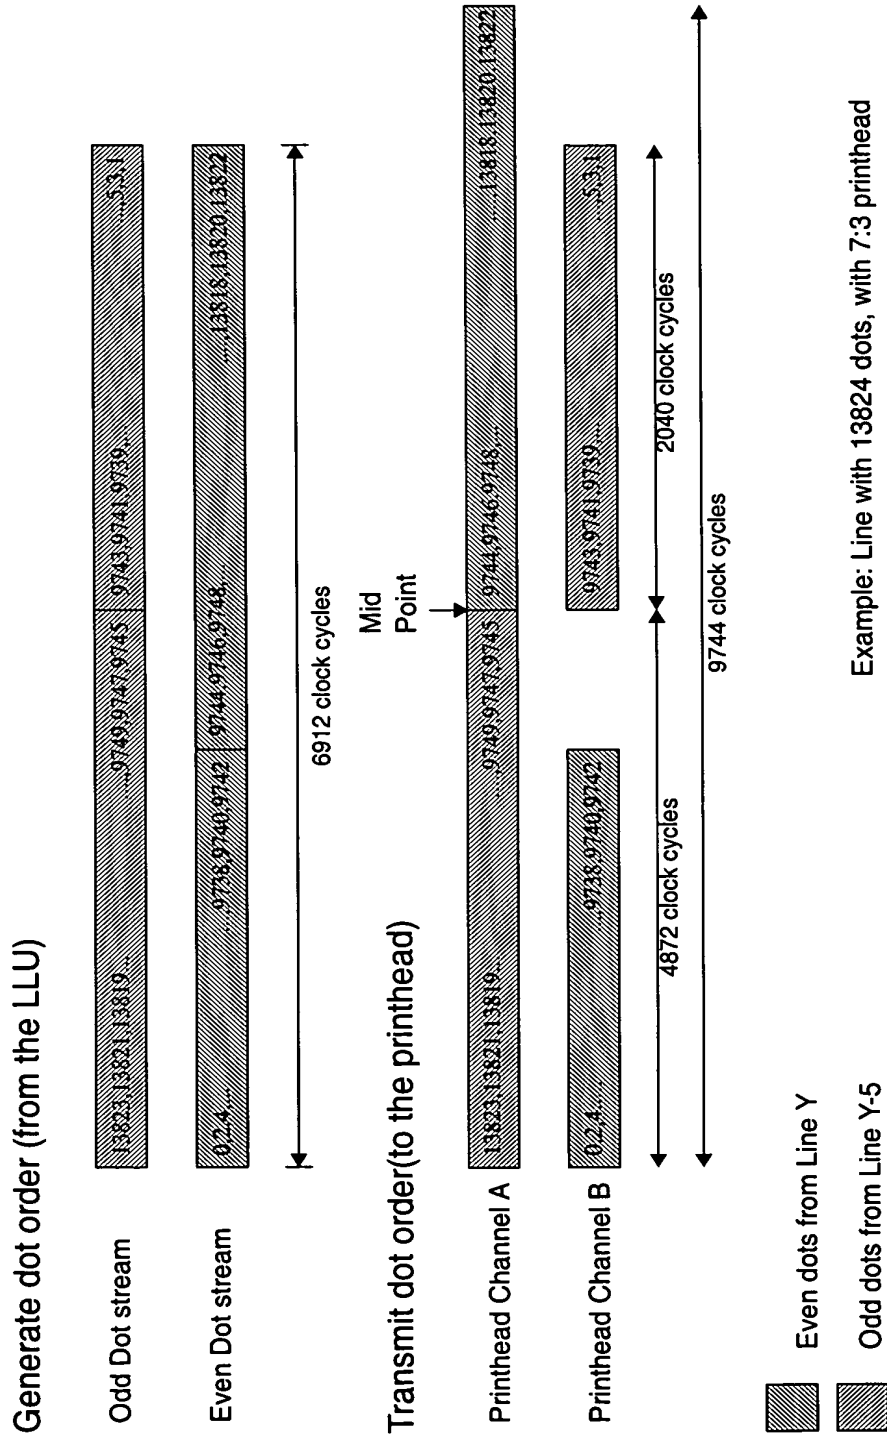 Generate dot order (from the LLU)
Odd Dot stream
13823,13821,13819...
....,9749,9747,9745
9743,9741,9739,..
...,5,3,1
Even Dot stream
0,2,4,....
....,9738,9740,9742
9744,9746,9748,...
....,13818,13820,13822
6912 clock cycles
Transmit dot order(to the printhead)
Mid
Point
Printhead Channel A
13823,13821,13819...
....,9749,9747,9745
9744,9746,9748,...
....13818,13820,13822
Printhead Channel B
0,2,4.....
....9738,9740,9742
9743,9741,9739,...
...,5,3,1
4872 clock cycles
2040 clock cycles
9744 clock cycles
Even dots from Line Y
Odd dots from Line Y-5
Example: Line with 13824 dots, with 7:3 printhead